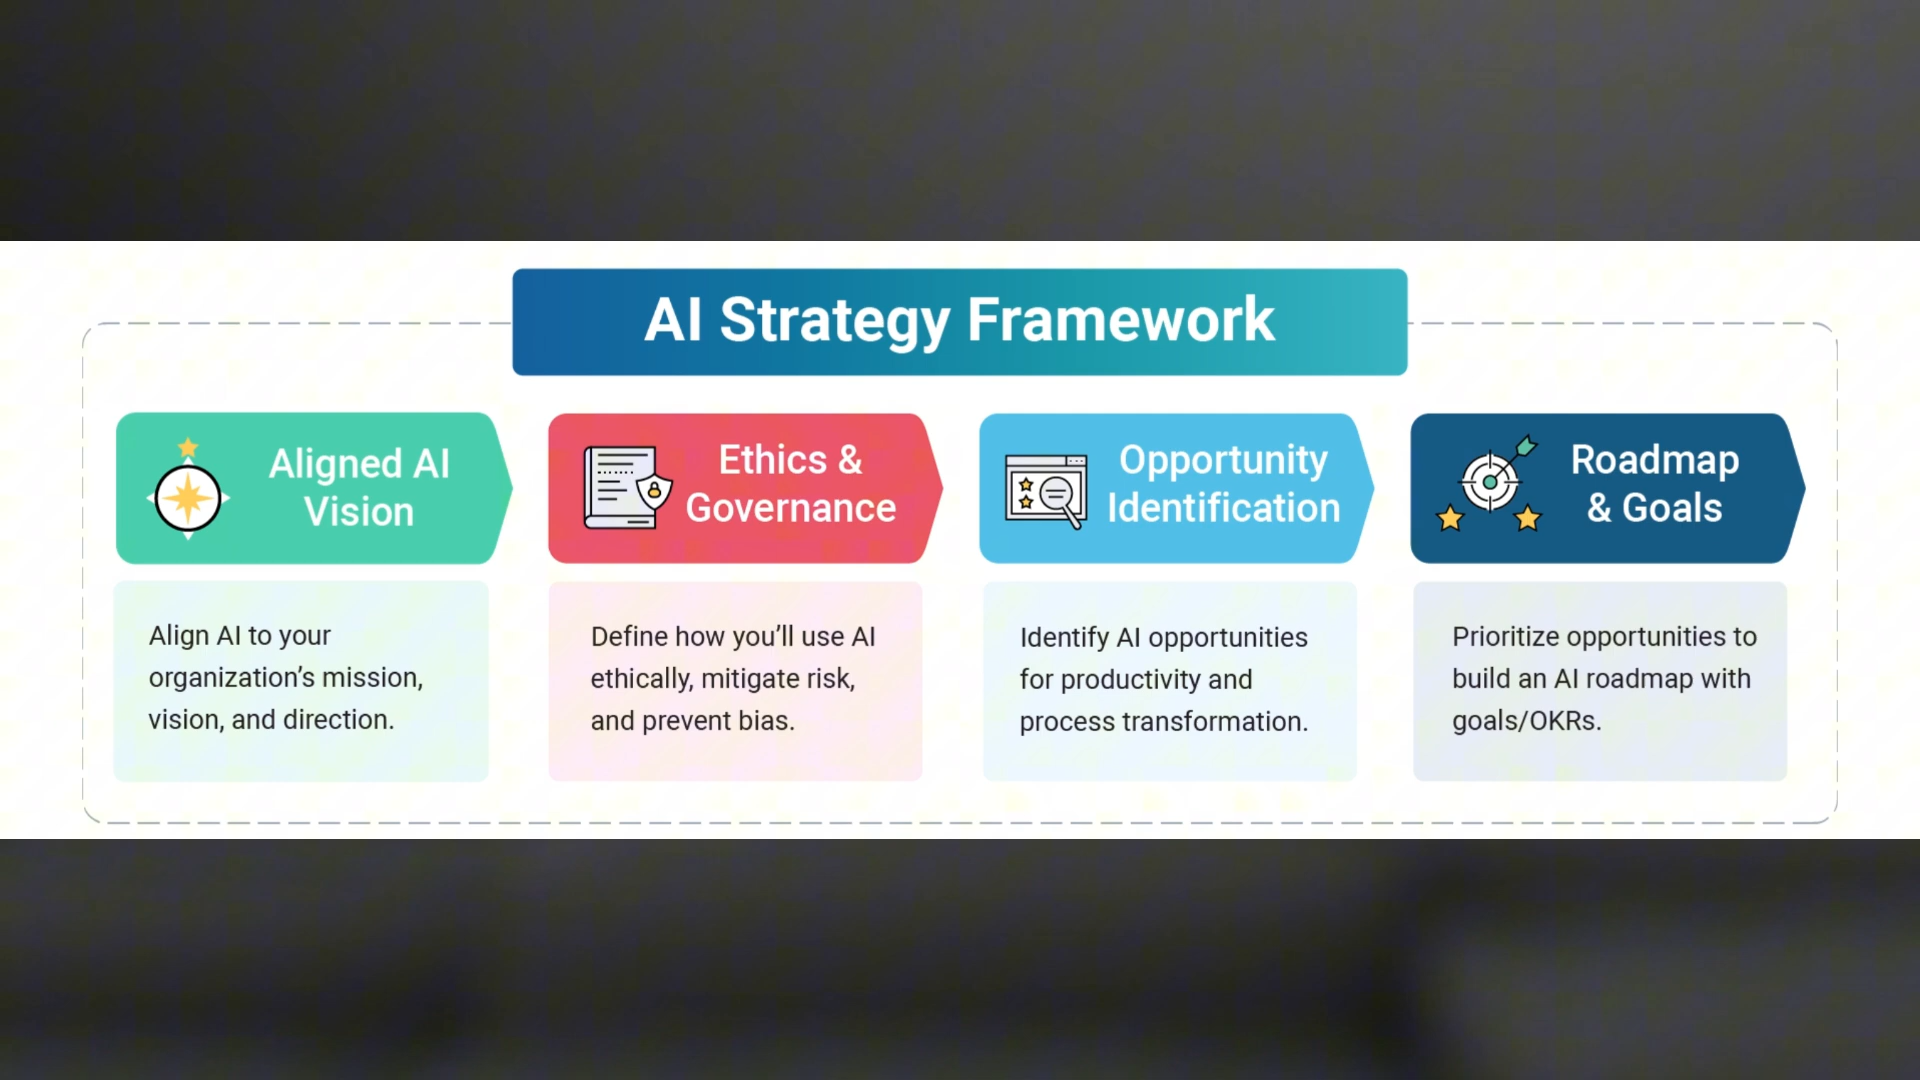 AI Strategy Framework
Aligned AI
Vision
Align AI to your
organization’s mission,
vision, and direction.
Ethics &
Governance
Define how you’ll use AI
ethically, mitigate risk,
and prevent bias.
Opportunity
Identification
Identify AI opportunities
for productivity and
process transformation.
Roadmap
& Goals
Prioritize opportunities to
build an AI roadmap with
goals/OKRs.